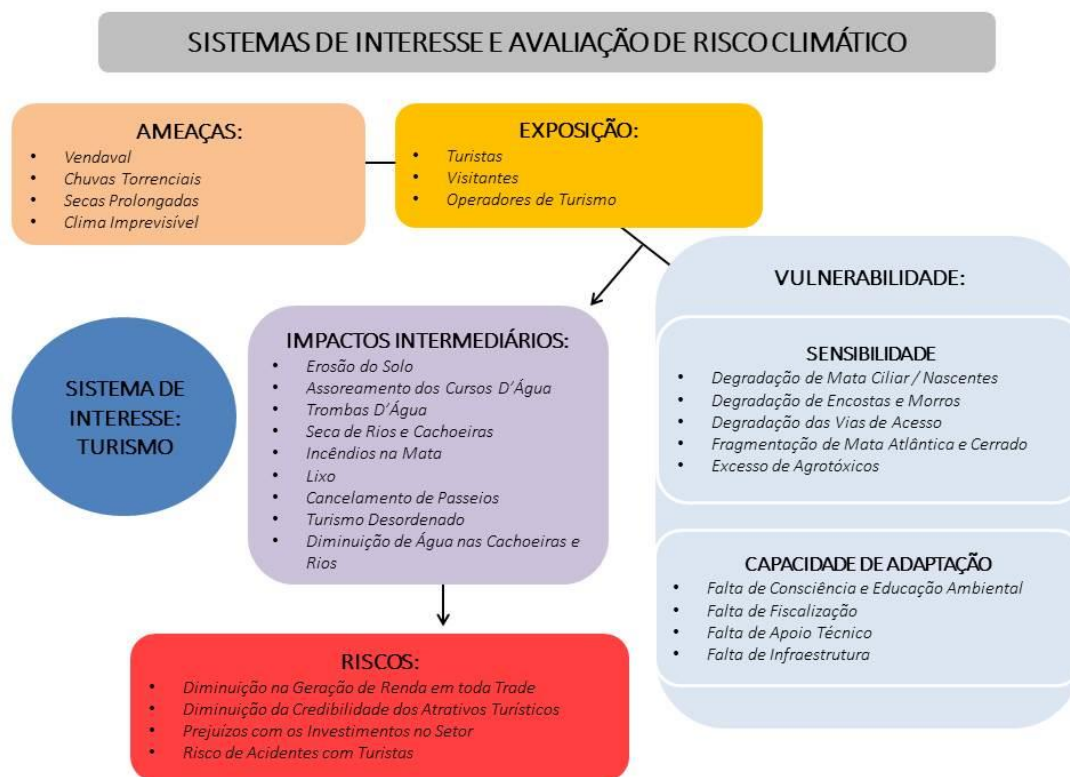 SISTEMAS DE INTERESSE E AVALIAÇÃO DE RISCO CLIMÁTICO
AMEAÇAS:
• Vendaval
• Chuvas Torrenciais
• Secas Prolongadas
• Clima Imprevisível
EXPOSIÇÃO:
• Turistas
• Visitantes
• Operadores de Turismo
VULNERABILIDADE:
SENSIBILIDADE
• Degradação de Mata Ciliar / Nascentes
• Degradação de Encostas e Morros
• Degradação das Vias de Acesso
• Fragmentação de Mata Atlântica e Cerrado
• Excesso de Agrotóxicos
CAPACIDADE DE ADAPTAÇÃO
• Falta de Consciência e Educação Ambiental
• Falta de Fiscalização
• Falta de Apoio Técnico
• Falta de Infraestrutura
SISTEMA DE
INTERESSE:
TURISMO
IMPACTOS INTERMEDIÁRIOS:
• Erosão do Solo
• Assoreamento dos Cursos D'Água
• Trombas D'Água
• Seca de Rios e Cachoeiras
• Incêndios na Mata
• Lixo
• Cancelamento de Passeios
• Turismo Desordenado
• Diminuição de Água nas Cachoeiras e
Rios
RISCOS:
• Diminuição na Geração de Renda em toda Trade
• Diminuição da Credibilidade dos Atrativos Turísticos
• Prejuízos com os Investimentos no Setor
• Risco de Acidentes com Turistas